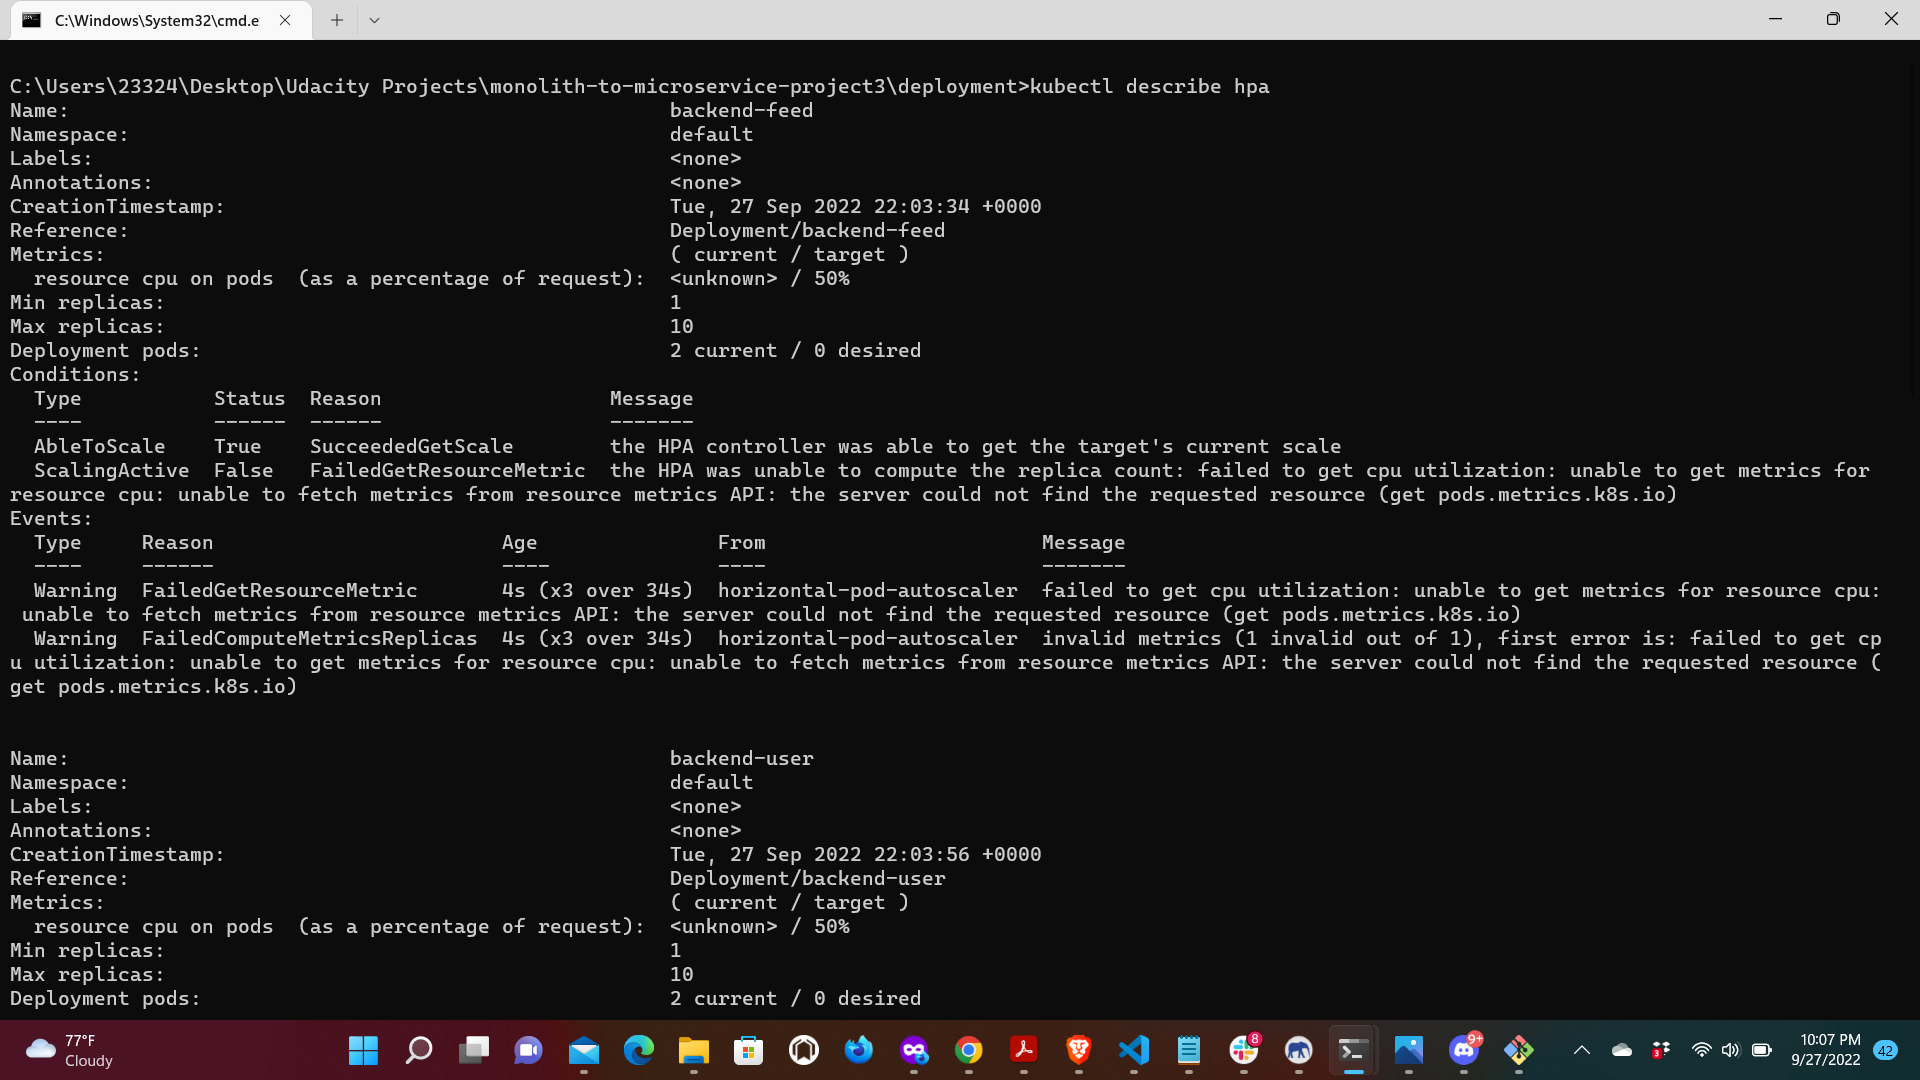 C:\Windows\System32\cmd.e
C:\Users\23324\Desktop\Udacity Projects\monolith-to-microservice-project3\deployment>kubectl describe hpa
Name: backend-feed
Namespace: default
Labels: <none>
Annotations: <none>
CreationTimestamp: Tue, 27 Sep 2022 22:03:34 +0000
Reference: Deployment/backend-feed
Metrics: ( current / target )
resource cpu on pods (as a percentage of request): <unknown> / 50%
Min replicas: 1
Max replicas: 10
Deployment pods: 2 current / 0 desired
Conditions:
Type Status Reason Message
---- ------ ------ -------
AbleToScale True SucceededGetScale the HPA controller was able to get the target's current scale
ScalingActive False FailedGetResourceMetric the HPA was unable to compute the replica count: failed to get cpu utilization: unable to get metrics for
resource cpu: unable to fetch metrics from resource metrics API: the server could not find the requested resource (get pods.metrics.k8s.io)
Events:
Type Reason Age From Message
---- ------ ---- ---- -------
Warning FailedGetResourceMetric 4s (x3 over 34s) horizontal-pod-autoscaler failed to get cpu utilization: unable to get metrics for resource cpu:
unable to fetch metrics from resource metrics API: the server could not find the requested resource (get pods.metrics.k8s.io)
Warning FailedComputeMetricsReplicas 4s (x3 over 34s) horizontal-pod-autoscaler invalid metrics (1 invalid out of 1), first error is: failed to get cp
u utilization: unable to get metrics for resource cpu: unable to fetch metrics from resource metrics API: the server could not find the requested resource (
get pods.metrics.k8s.io)
Name: backend-user
Namespace: default
Labels: <none>
Annotations: <none>
CreationTimestamp: Tue, 27 Sep 2022 22:03:56 +0000
Reference: Deployment/backend-user
Metrics: ( current / target )
resource cpu on pods (as a percentage of request): <unknown> / 50%
Min replicas: 1
Max replicas: 10
Deployment pods: 2 current / 0 desired
77°F
Cloudy
8
9+
3
10:07 PM
9/27/2022
42